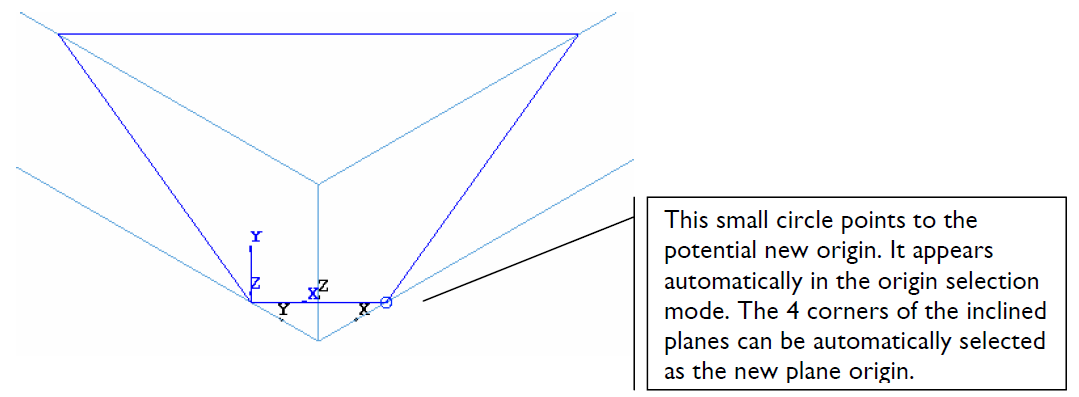 Y
Z
X
Z
Y
X
This small circle points to the
potential new origin. It appears
automatically in the origin selection
mode. The 4 corners of the inclined
planes can be automatically selected
as the new plane origin.